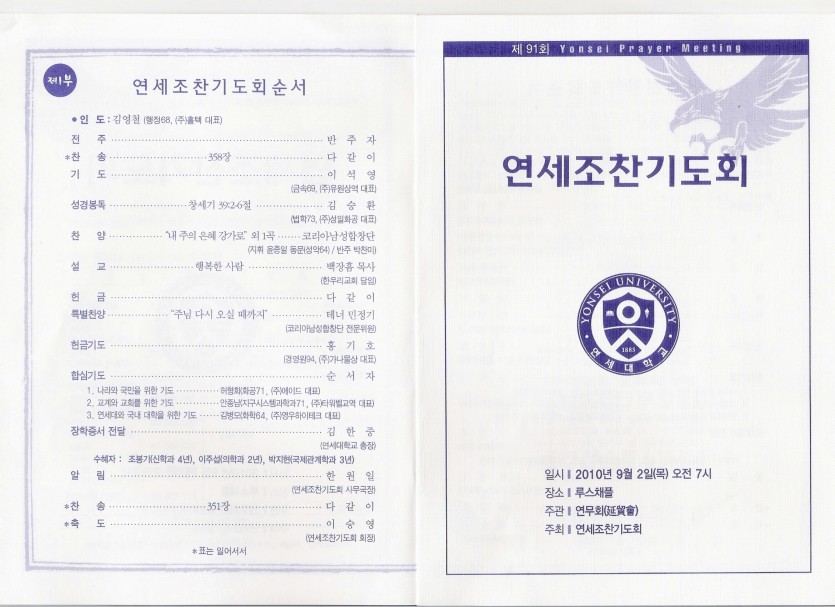 제1부
연세조찬기도회순서
● 인 도 : 김영철 (행정68, (주)홀텍 대표)
전 주 반 주 자
*찬 송 358장 다 같 이
기 도 이 석 영
(금속69, (주)유원상역 대표)
성경봉독 창세기 39:2-6절 김 승 환
(법학73, (주)성일화공 대표)
찬 양 "내 주의 은혜 강가로" 외 1곡 코리아남성합창단
(지휘 윤종일 동문(성악64) / 반주 박찬미)
설 교 행복한 사람 백장흠 목사
(한우리교회 담임)
헌 금 다 같 이
특별찬양 "주님 다시 오실 때까지" 테너 민정기
(코리아남성합창단 전문위원)
헌금기도 홍 기 호
(경영원94, (주)가나물상 대표)
합심기도 순 서 자
1. 나라와 국민을 위한 기도 허형회(화공71, (주)에이드 대표)
2. 교계와 교회를 위한 기도 안종남(지구시스템과학과71, (주)타워밸교역 대표)
3. 연세대와 국내 대학을 위한 기도 김병모(화학64, (주)영우하이테크 대표)
장학증서 전달 김 한 중
(연세대학교 총장)
수혜자 : 조봉기(신학과 4년), 이주섭(의학과 2년), 박지현(국제관계학과 3년)
알 림 한 원 일
(연세조찬기도회 사무국장)
*찬 송 351장 다 같 이
*축 도 이 승 영
(연세조찬기도회 회장)
*표는 일어서서
제 91회 Yonsei Prayer Meeting
연세조찬기도회
YONSEI UNIVERSITY
1885
연세대학교
일시 ‖ 2010년 9월 2일(목) 오전 7시
장소 ‖ 루스채플
주관 ‖ 연무회(延貿會)
주최 ‖ 연세조찬기도회